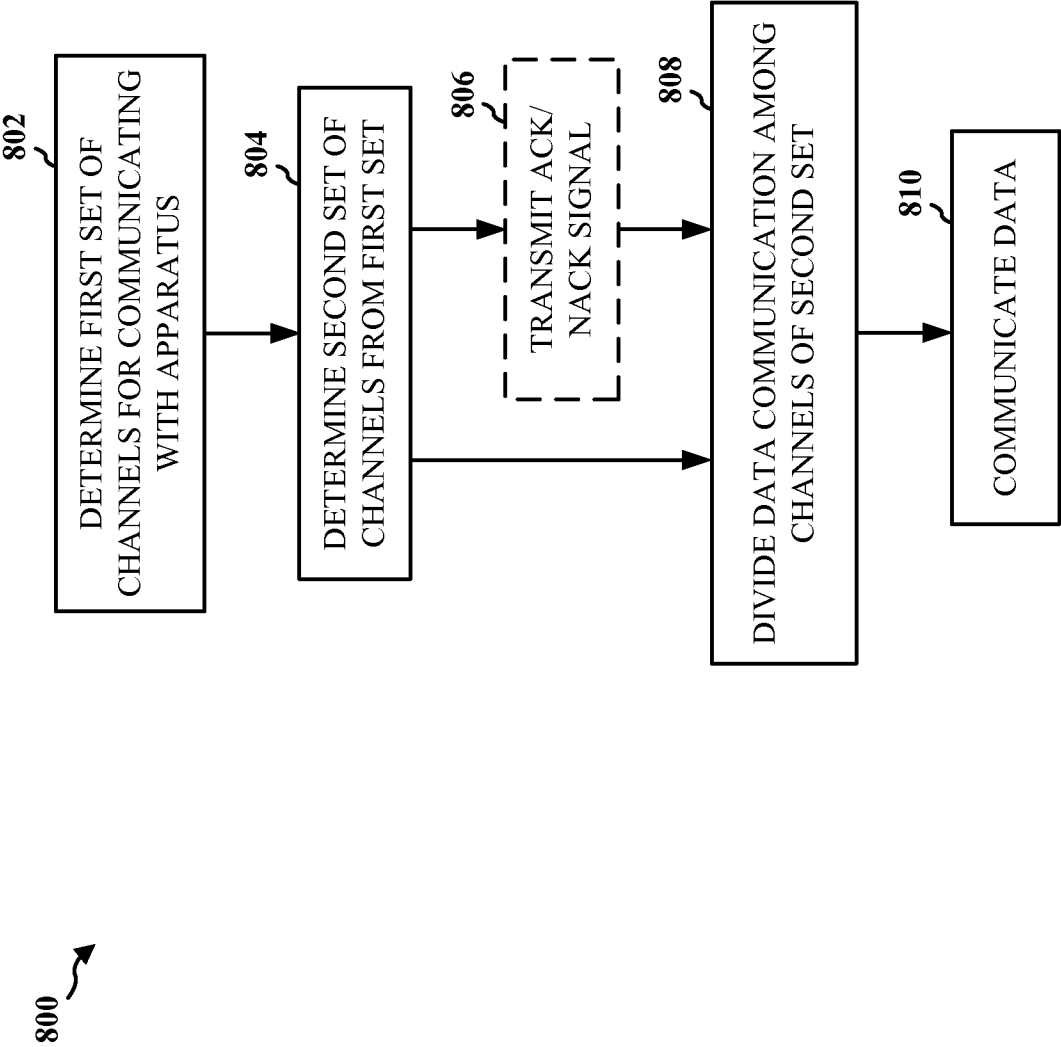 800
802
DETERMINE FIRST SET OF
CHANNELS FOR COMMUNICATING
WITH APPARATUS
804
DETERMINE SECOND SET OF
CHANNELS FROM FIRST SET
806
TRANSMIT ACK/
NACK SIGNAL
808
DIVIDE DATA COMMUNICATION AMONG
CHANNELS OF SECOND SET
810
COMMUNICATE DATA